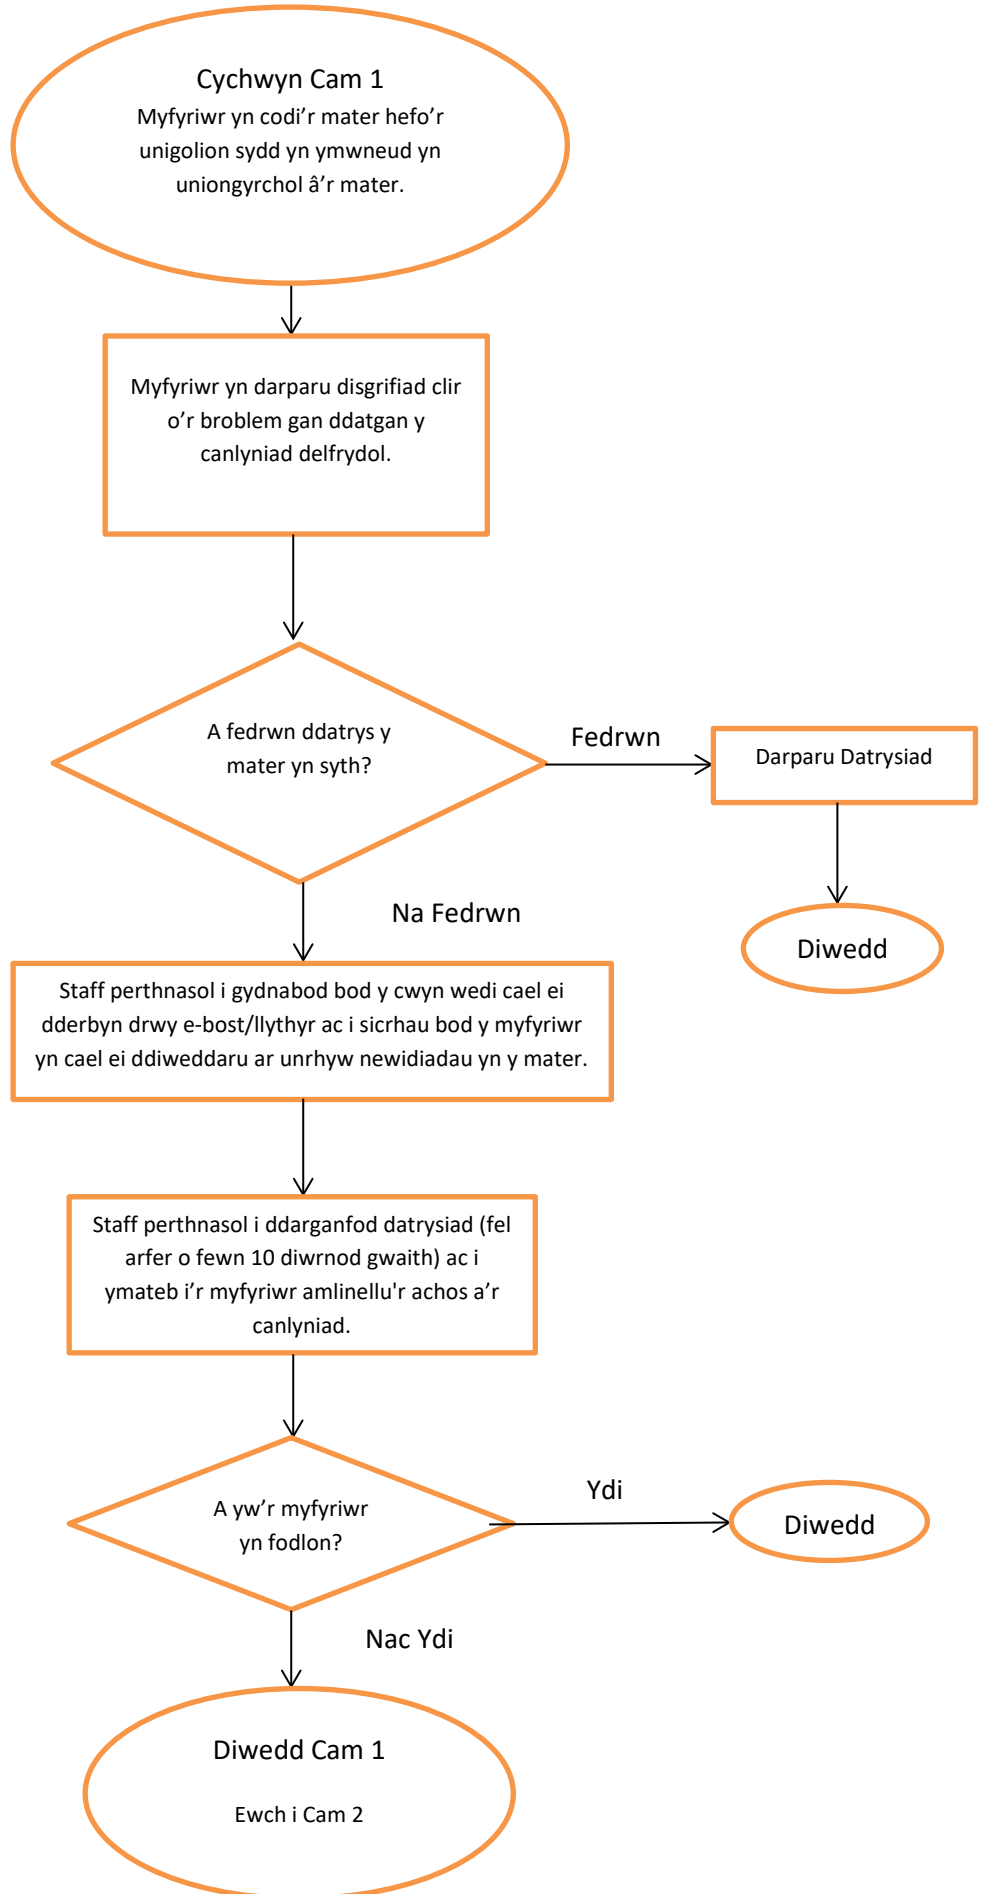 Cychwyn Cam 1
Myfyriwr yn codi’r mater hefo’r
unigolion sydd yn ymwneud yn
uniongyrchol â’r mater.
Myfyriwr yn darparu disgrifiad clir
o’r broblem gan ddatgan y
canlyniad delfrydol.
A fedrwn ddatrys y
mater yn syth?
Fedrwn
Darparu Datrysiad
Diwedd
Na Fedrwn
Staff perthnasol i gydnabod bod y cwyn wedi cael ei
dderbyn drwy e-bost/llythyr ac i sicrhau bod y myfyriwr
yn cael ei ddiweddaru ar unrhyw newidiadau yn y mater.
Staff perthnasol i ddarganfod datrysiad (fel
arfer o fewn 10 diwrnod gwaith) ac i
ymateb i’r myfyriwr amlinellu'r achos a’r
canlyniad.
A yw’r myfyriwr
yn fodlon?
Ydi
Diwedd
Nac Ydi
Diwedd Cam 1
Ewch i Cam 2